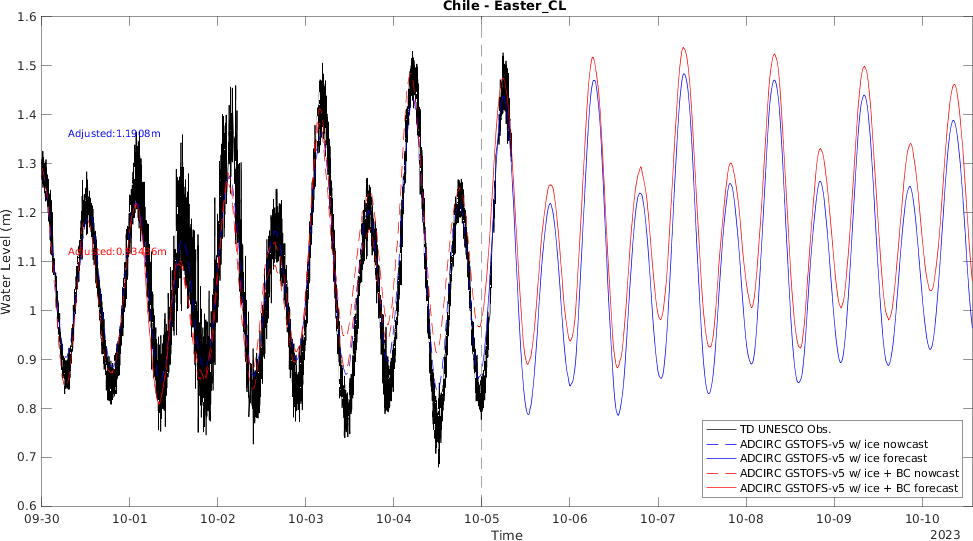 Chile - Easter_CL
1.6
1.5
1.4
1.3
1.2
1.1
1
0.9
0.8
0.7
0.6
Water Level (m)
Adjusted:1.1908m
09-30
10-01
10-02
10-03
10-04
10-05
10-06
10-07
10-08
10-09
10-10
2023
Time
TD UNESCO Obs.
ADCIRC GSTOFS-v5 w/ ice nowcast
ADCIRC GSTOFS-v5 w/ ice forecast
ADCIRC GSTOFS-v5 w/ ice + BC nowcast
ADCIRC GSTOFS-v5 w/ ice + BC forecast